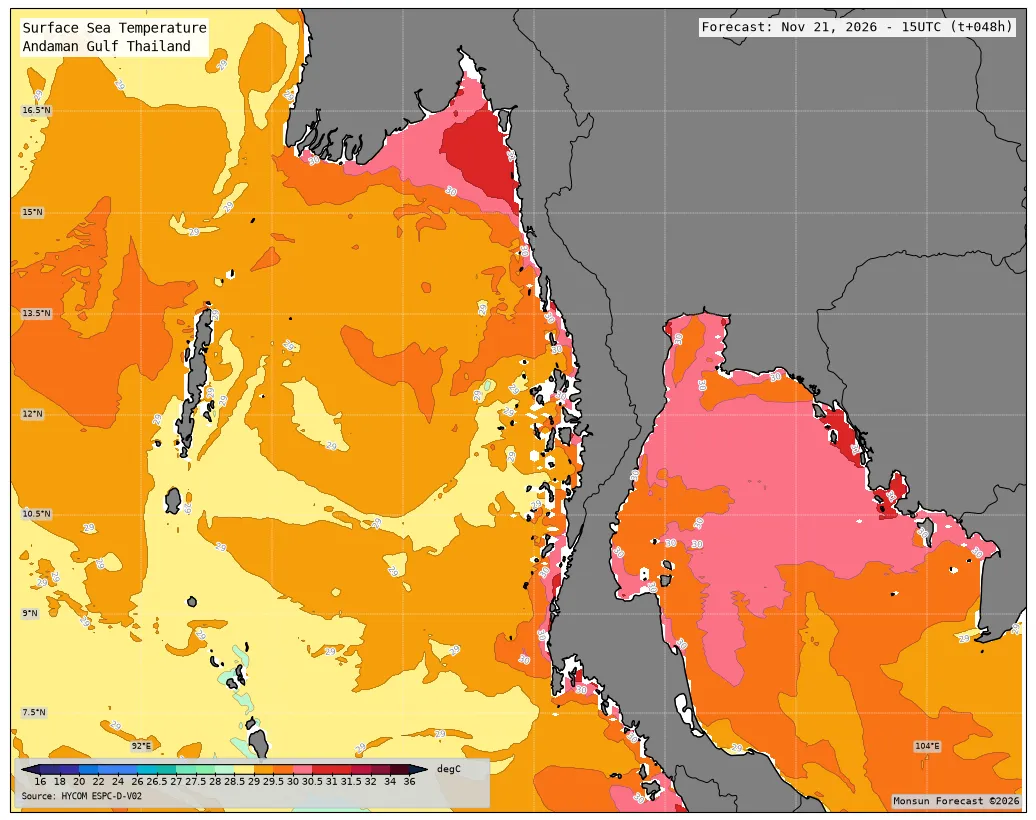 Surface Sea Temperature
Andaman Gulf Thailand
Forecast: Nov 21, 2026 - 15UTC (t+048h)
16.5°N
15°N
13.5°N
12°N
10.5°N
9°N
7.5°N
92°E
104°E
degC
16 18 20 22 24 26 26.5 27 27.5 28 28.5 29 29.5 30 30.5 31 31.5 32 34 36
Source: HYCOM ESPC-D-V02
Monsun Forecast ©2026